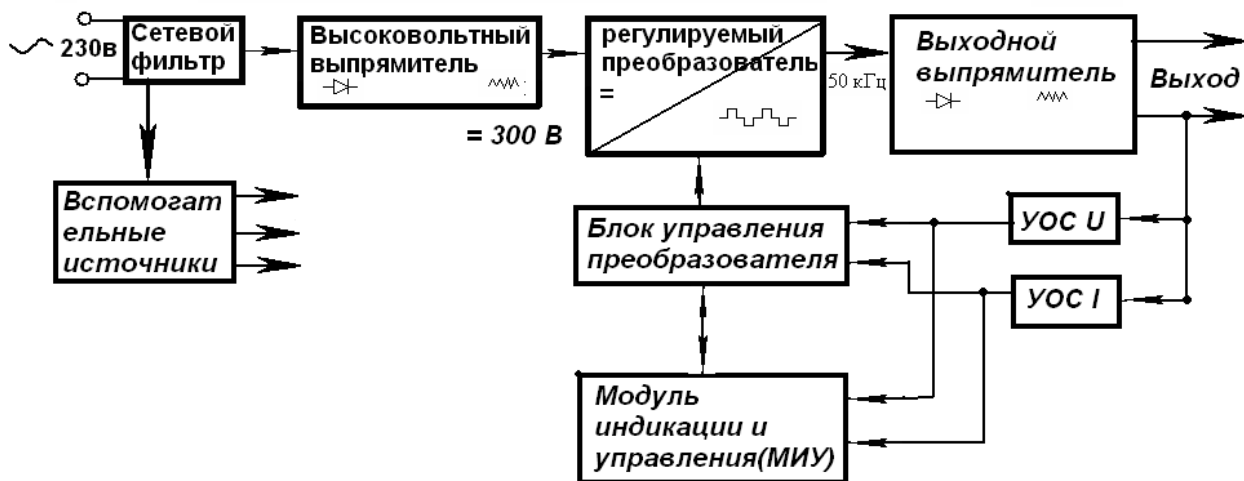 230в
Сетевой
фильтр
Высоковольтный
выпрямитель
= 300 В
регулируемый
преобразователь
=
50 кГц
Выходной
выпрямитель
Выход
Вспомогат
ельные
источники
Блок управления
преобразователя
УОС U
УОС I
Модуль
индикации и
управления(МИУ)